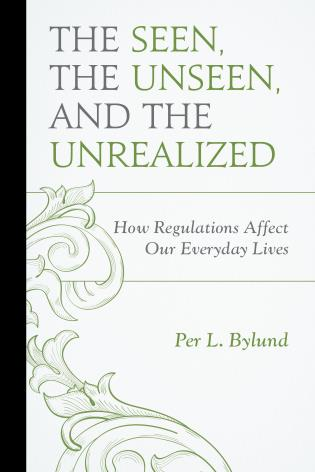 THE SEEN,
THE UNSEEN,
AND THE
UNREALIZED
How Regulations Affect
Our Everyday Lives
Per L. Bylund